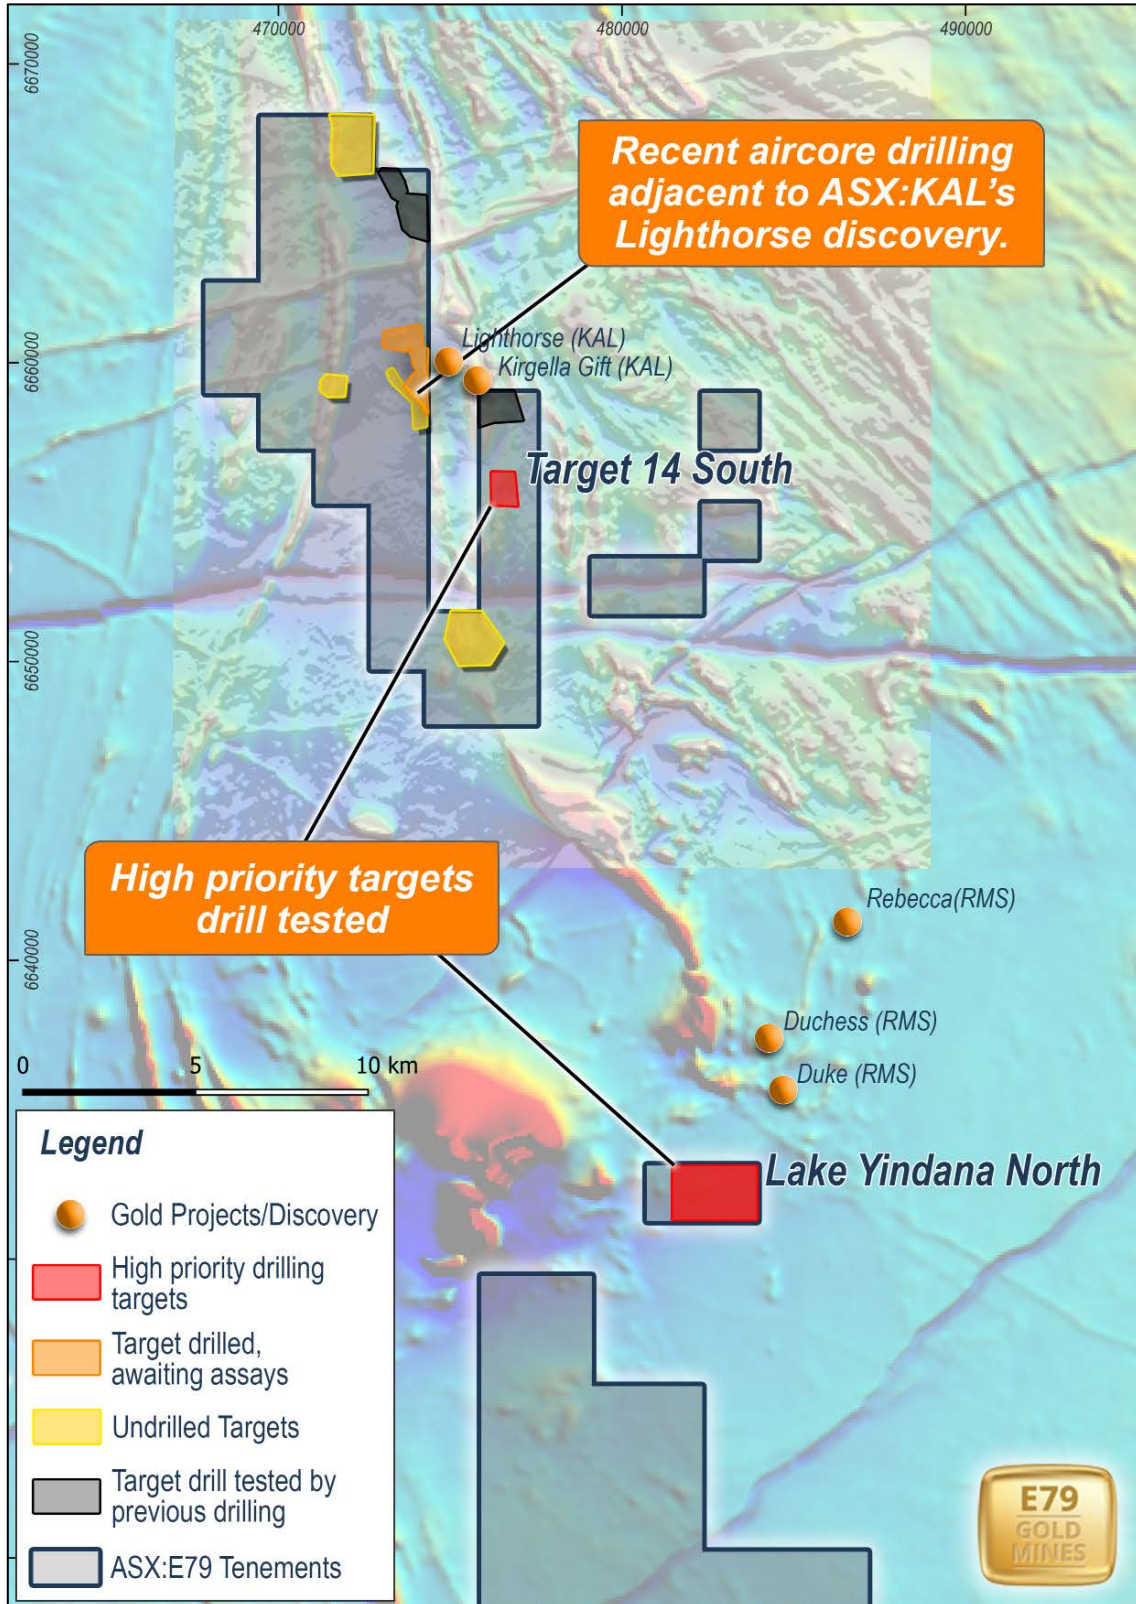 470000
480000
490000
6670000
6660000
6650000
6640000
Recent aircore drilling
adjacent to ASX:KAL's
Lighthorse discovery.
Lighthorse (KAL)
Kirgella Gift (KAL)
Target 14 South
High priority targets
drill tested
Rebecca(RMS)
Duchess (RMS)
Duke (RMS)
Lake Yindana North
0 5 10 km
Legend
Gold Projects/Discovery
High priority drilling
targets
Target drilled,
awaiting assays
Undrilled Targets
Target drill tested by
previous drilling
ASX:E79 Tenements
E79
GOLD
MINES